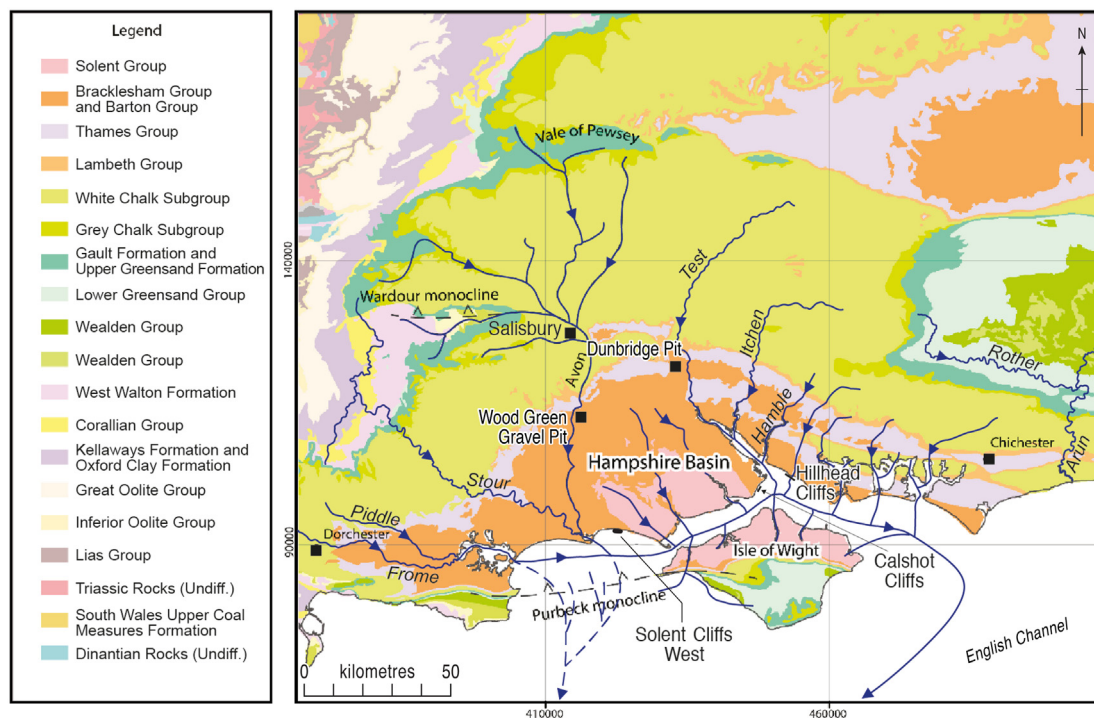 Legend
Solent Group
Bracklesham Group
and Barton Group
Thames Group
Lambeth Group
White Chalk Subgroup
Grey Chalk Subgroup
Gault Formation and
Upper Greensand Formation
Lower Greensand Group
Wealden Group
Wealden Group
West Walton Formation
Corallian Group
Kellaways Formation and
Oxford Clay Formation
Great Oolite Group
Inferior Oolite Group
Lias Group
Triassic Rocks (Undiff.)
South Wales Upper Coal
Measures Formation
Dinantian Rocks (Undiff.)
N
Vale of Pewsey
140000
Test
Wardour monocline
Salisbury
Avon
Dunbridge Pit
Itchen
Rother
Wood Green
Gravel Pit
Hamble
Chichester
Arun
Hampshire Basin
Hillhead
Cliffs
Stour
Piddle
Dorchester
90000
Frome
Isle of Wight
Calshot
Cliffs
Purbeck monocline
Solent Cliffs
West
English Channel
0 kilometres 50
410000
460000